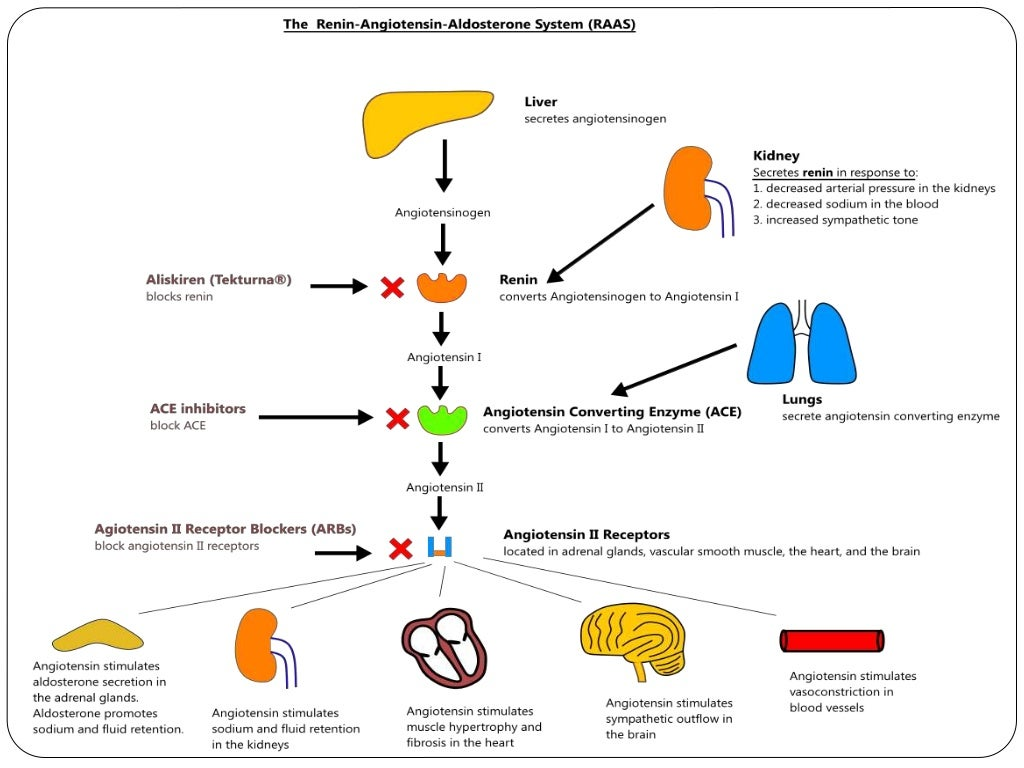 The Renin-Angiotensin-Aldosterone System (RAAS)
Liver
secretes angiotensinogen
Kidney
Secretes renin in response to:
1. decreased arterial pressure in the kidneys
2. decreased sodium in the blood
3. increased sympathetic tone
Angiotensinogen
Aliskiren (Tekturna®)
blocks renin
Renin
converts Angiotensinogen to Angiotensin I
Angiotensin I
Lungs
secrete angiotensin converting enzyme
ACE inhibitors
block ACE
Angiotensin Converting Enzyme (ACE)
converts Angiotensin I to Angiotensin II
Angiotensin II
Agiotensin II Receptor Blockers (ARBs)
block angiotensin II receptors
Angiotensin II Receptors
located in adrenal glands, vascular smooth muscle, the heart, and the brain
Angiotensin stimulates
aldosterone secretion in
the adrenal glands.
Aldosterone promotes
sodium and fluid retention.
Angiotensin stimulates
sodium and fluid retention
in the kidneys
Angiotensin stimulates
muscle hypertrophy and
fibrosis in the heart
Angiotensin stimulates
sympathetic outflow in
the brain
Angiotensin stimulates
vasoconstriction in
blood vessels